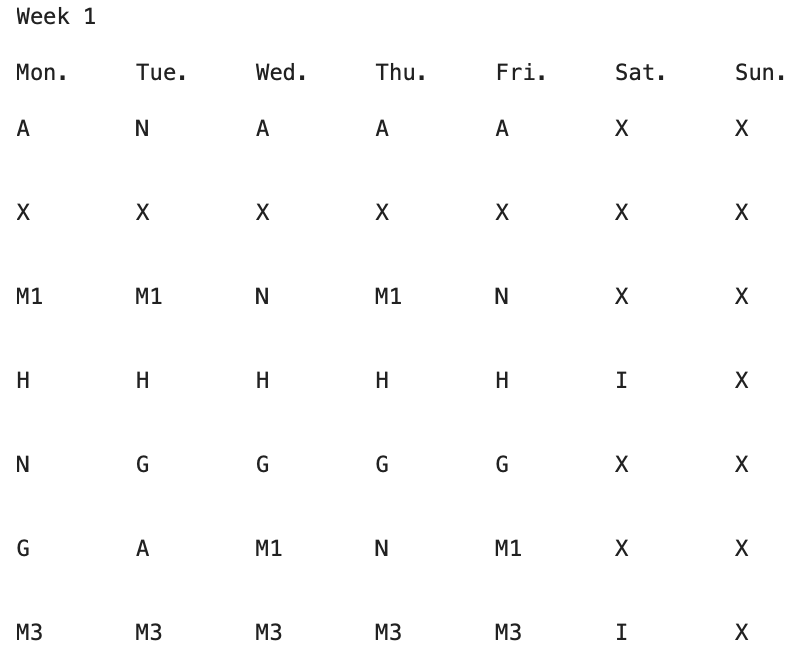 Week 1
Mon. Tue. Wed. Thu. Fri. Sat. Sun.
A N A A A X X
X X X X X X X
M1 M1 N M1 N X X
H H H H H I X
N G G G G X X
G A M1 N M1 X X
M3 M3 M3 M3 M3 I X